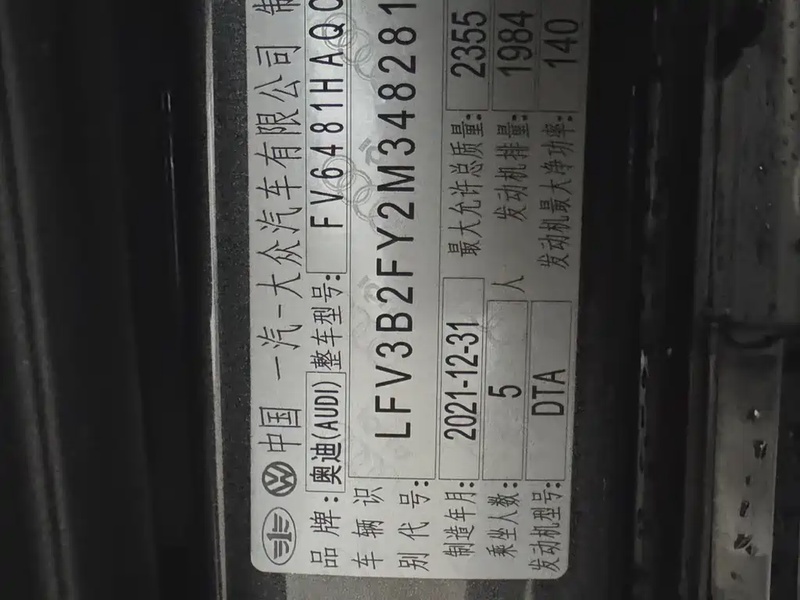 中国 一汽-大众汽车有限公司 制
品牌: 奥迪(AUDI) 整车型号: FV6481HAQ
车辆识别代号: LFV3B2FY2M3482811
制造年月: 2021-12-31 最大允许总质量: 2355
乘坐人数: 5 人 发动机排量: 1984
发动机型号: DTA 发动机最大净功率: 140